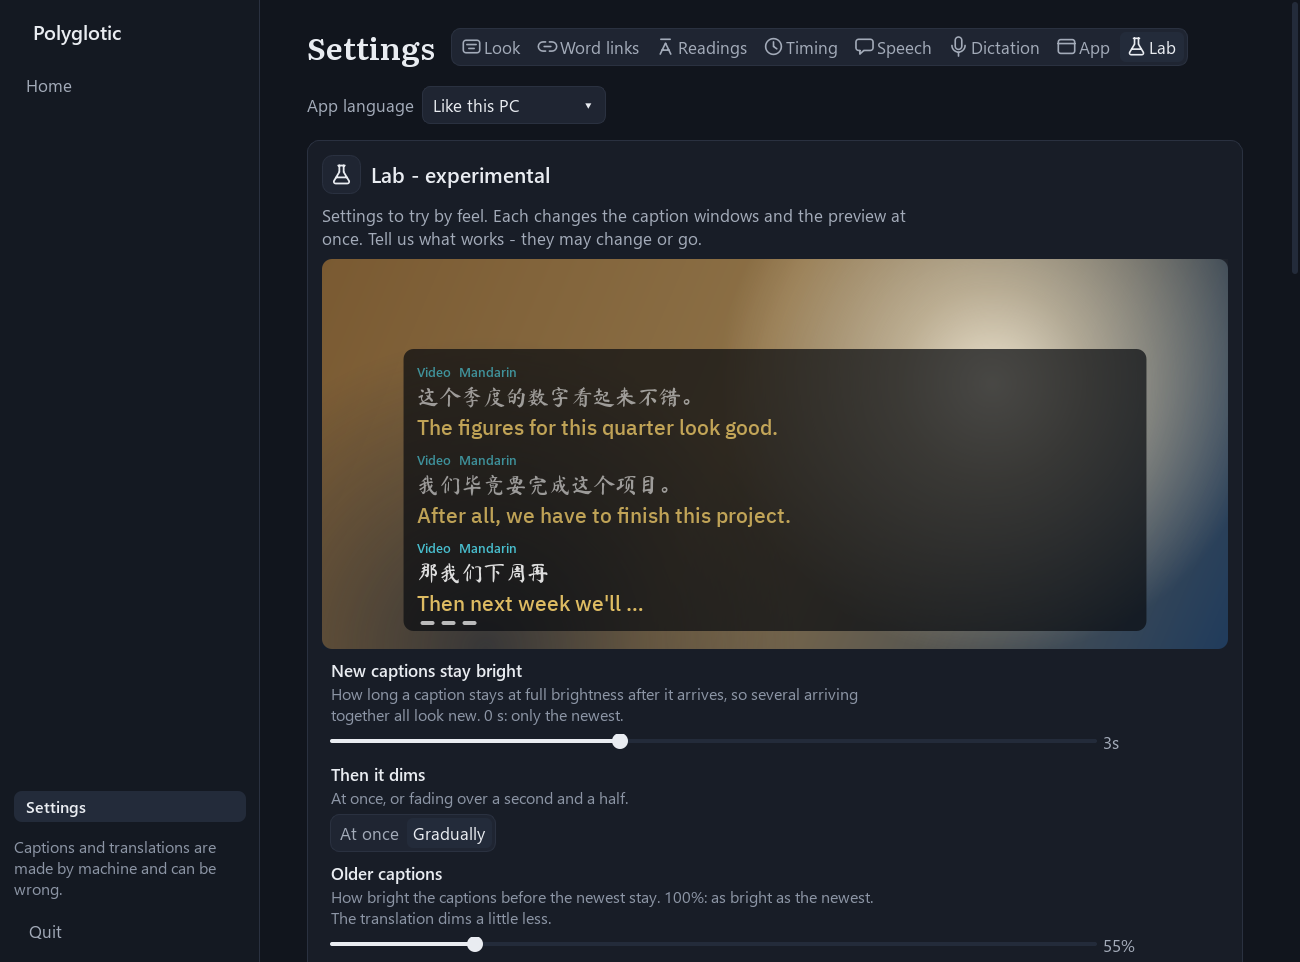 Polyglotic
Home
Settings
Captions and translations are
made by machine and can be
wrong.
Quit
Settings
Look
Word links
Readings
Timing
Speech
Dictation
App
Lab
App language
Like this PC
Lab - experimental
Settings to try by feel. Each changes the caption windows and the preview at
once. Tell us what works - they may change or go.
Video Mandarin
这个季度的数字看起来不错。
The figures for this quarter look good.
Video Mandarin
我们毕竟要完成这个项目。
After all, we have to finish this project.
Video Mandarin
那我们下周再
Then next week we'll ...
New captions stay bright
How long a caption stays at full brightness after it arrives, so several arriving
together all look new. 0 s: only the newest.
3s
Then it dims
At once, or fading over a second and a half.
At once
Gradually
Older captions
How bright the captions before the newest stay. 100%: as bright as the newest.
The translation dims a little less.
55%